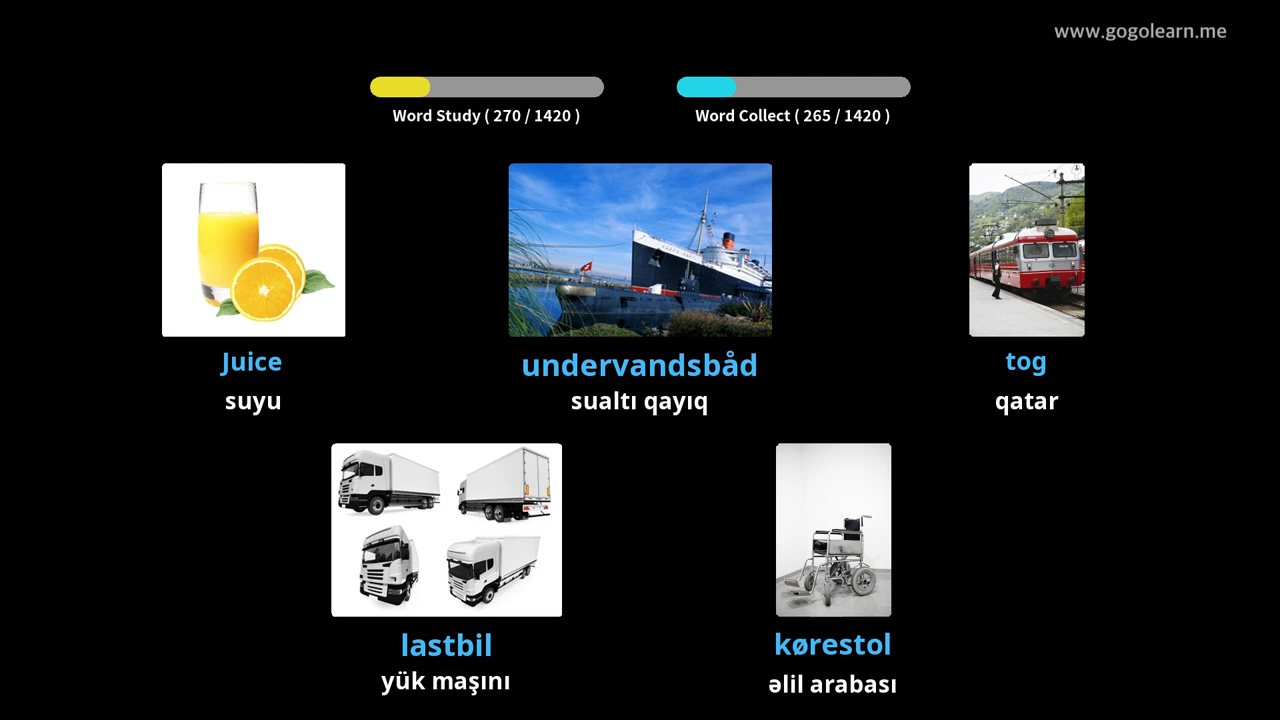 www.gogolearn.me
Word Study ( 270 / 1420 )
Word Collect ( 265 / 1420 )
Juice
undervandsbåd
tog
suyu
sualtı qayıq
qatar
lastbil
kørestol
yük maşını
əlil arabası